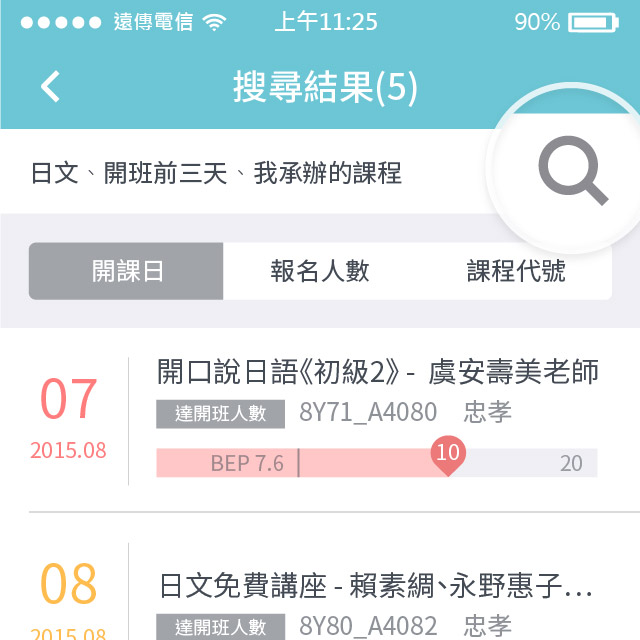 遠傳電信 上午11:25 90%
搜尋結果(5)
日文、開班前三天、我承辦的課程
開課日 報名人數 課程代號
07
2015.08
開口說日語《初級2》- 虞安壽美老師
達開班人數 8Y71_A4080 忠孝
BEP 7.6 10 20
08
2015.08
日文免費講座 - 賴素綢、永野惠子...
達開班人數 8Y80_A4082 忠孝